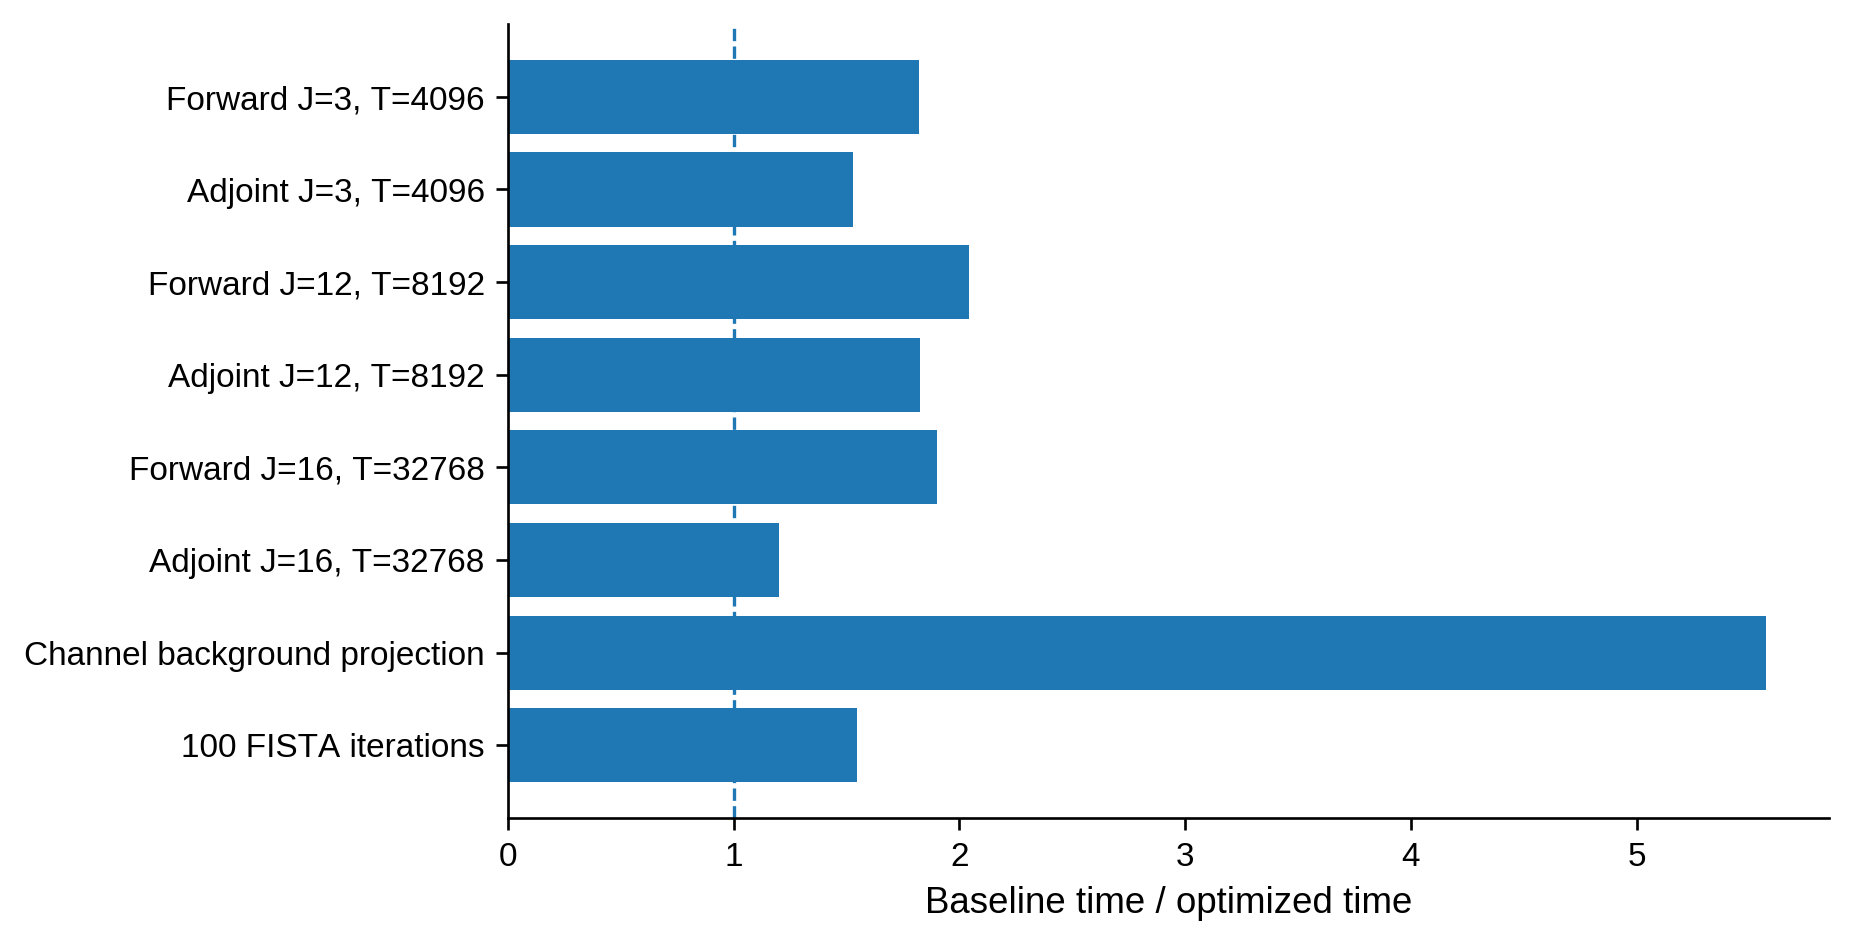 Forward J=3, T=4096
Adjoint J=3, T=4096
Forward J=12, T=8192
Adjoint J=12, T=8192
Forward J=16, T=32768
Adjoint J=16, T=32768
Channel background projection
100 FISTA iterations
0 1 2 3 4 5
Baseline time / optimized time